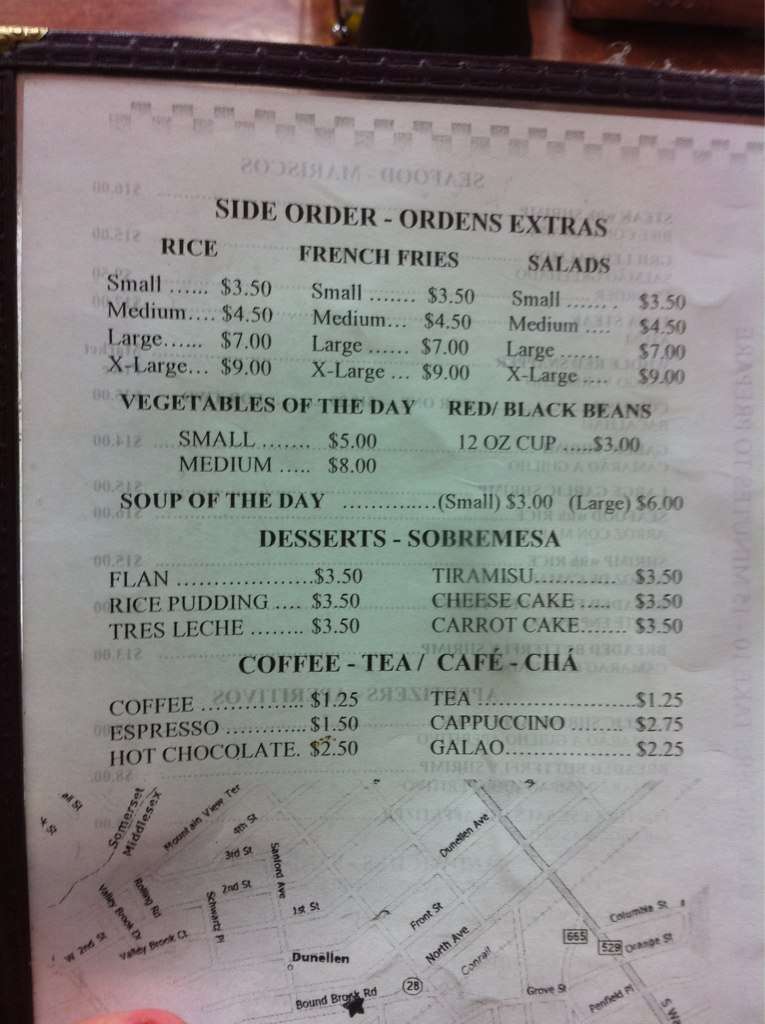 SIDE ORDER - ORDENS EXTRAS
RICE FRENCH FRIES SALADS
Small ...... $3.50 Small ....... $3.50 Small ........ $3.50
Medium.... $4.50 Medium... $4.50 Medium .... $4.50
Large...... $7.00 Large ...... $7.00 Large ...... $7.00
X-Large... $9.00 X-Large ... $9.00 X-Large .... $9.00
VEGETABLES OF THE DAY RED/ BLACK BEANS
SMALL ....... $5.00 12 OZ CUP .....$3.00
MEDIUM ..... $8.00
SOUP OF THE DAY ..............(Small) $3.00 (Large) $6.00
DESSERTS - SOBREMESA
FLAN ...................$3.50 TIRAMISU............ $3.50
RICE PUDDING .... $3.50 CHEESE CAKE ..... $3.50
TRES LECHE ........ $3.50 CARROT CAKE....... $3.50
COFFEE - TEA / CAFÉ - CHÁ
COFFEE .............. $1.25 TEA ........................$1.25
ESPRESSO ............ $1.50 CAPPUCCINO ........ $2.75
HOT CHOCOLATE. $2.50 GALAO................... $2.25
Somerset
Middlesex
Mountain View Ter
4th St
3rd St
2nd St
1st St
Sanford Ave
Schwartz Pl
Rolling Rd
Valley Brook Dr
Valley Brook Ct
W 2nd St
Dunellen Ave
Front St
North Ave
Conrail
Dunellen
Bound Brook Rd
28
665
529
Columbia St
Orange St
Grove St
Penfield Pl
S W